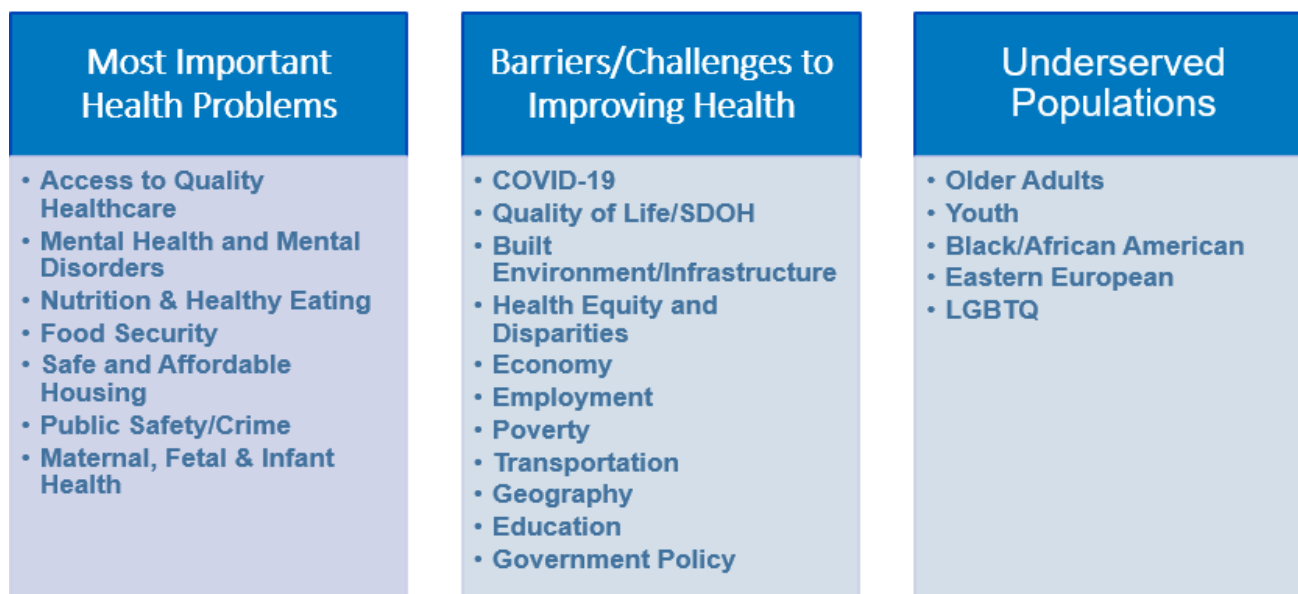 Most Important
Health Problems
• Access to Quality
Healthcare
• Mental Health and Mental
Disorders
• Nutrition & Healthy Eating
• Food Security
• Safe and Affordable
Housing
• Public Safety/Crime
• Maternal, Fetal & Infant
Health
Barriers/Challenges to
Improving Health
• COVID-19
• Quality of Life/SDOH
• Built
Environment/Infrastructure
• Health Equity and
Disparities
• Economy
• Employment
• Poverty
• Transportation
• Geography
• Education
• Government Policy
Underserved
Populations
• Older Adults
• Youth
• Black/African American
• Eastern European
• LGBTQ